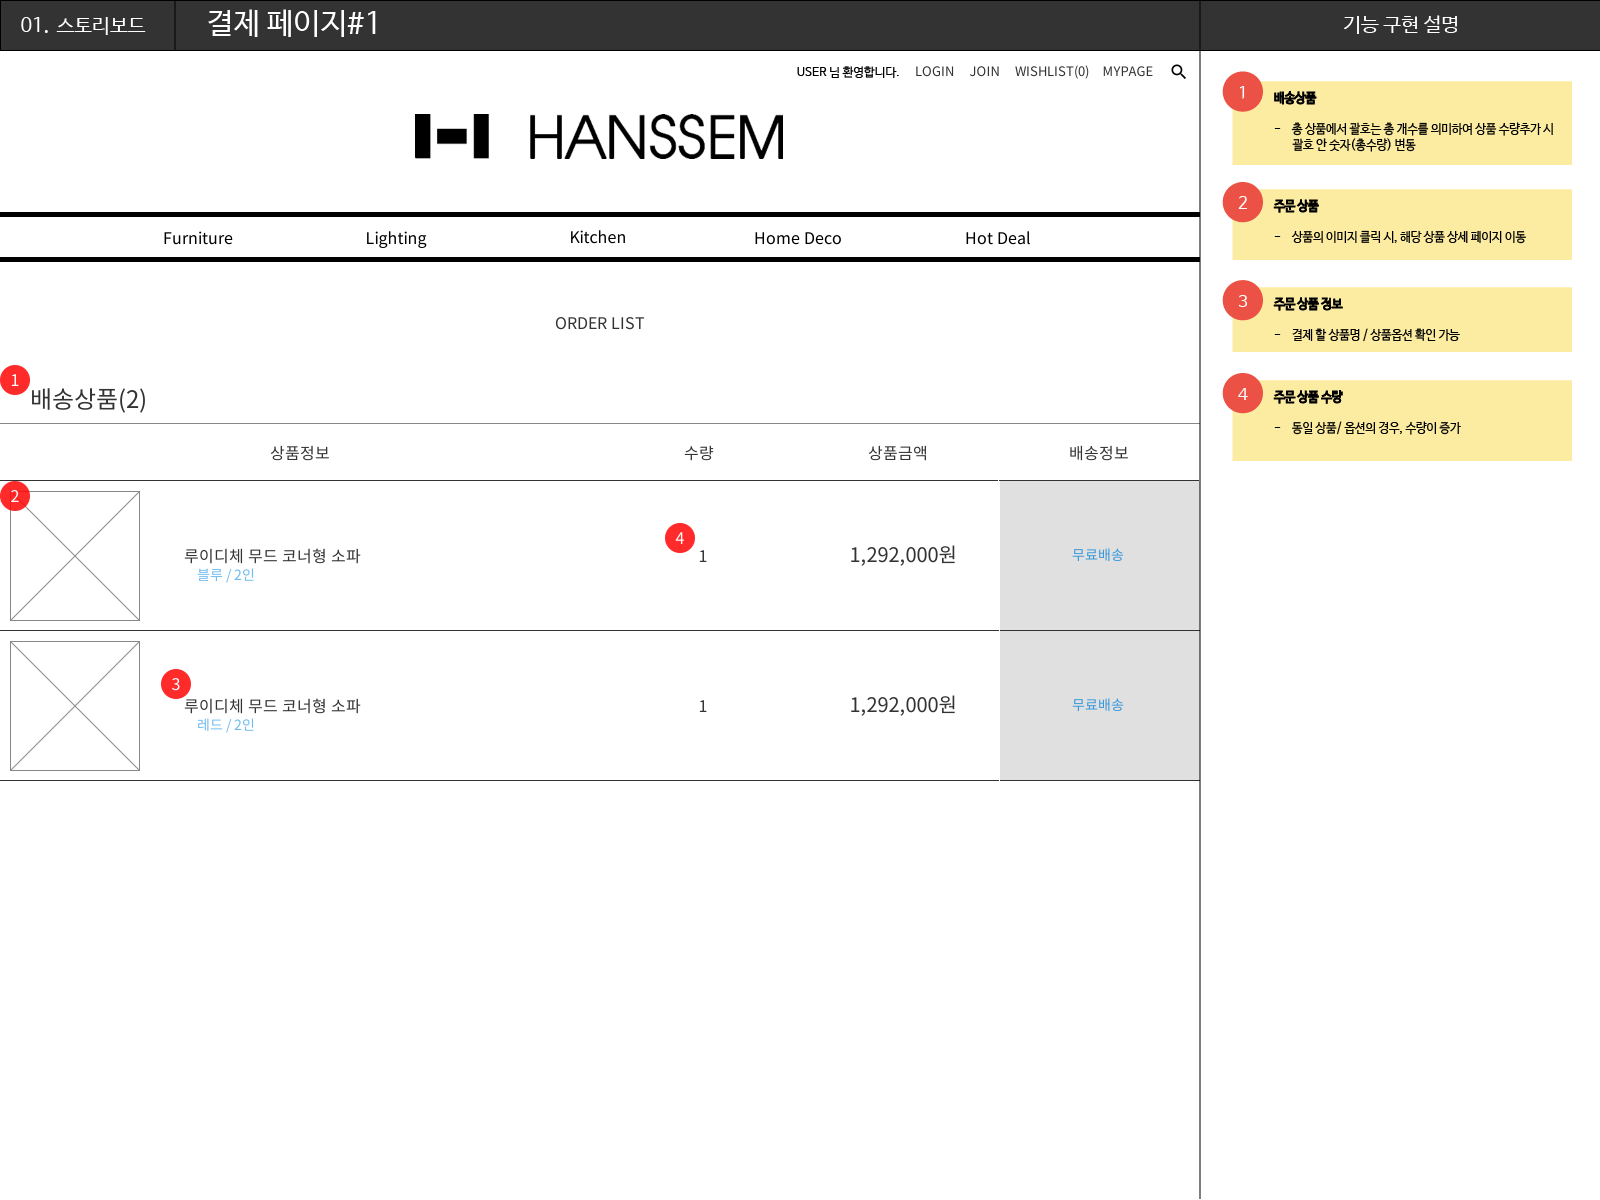 01. 스토리보드
결제 페이지#1
기능 구현 설명
USER 님 환영합니다. LOGIN JOIN WISHLIST(0) MYPAGE
HANSSEM
Furniture Lighting Kitchen Home Deco Hot Deal
ORDER LIST
1
배송상품(2)
상품정보 수량 상품금액 배송정보
2
루이디체 무드 코너형 소파
블루 / 2인
4
1
1,292,000원
무료배송
3
루이디체 무드 코너형 소파
레드 / 2인
1
1,292,000원
무료배송
1
배송상품
- 총 상품에서 괄호는 총 개수를 의미하여 상품 수량추가 시
괄호 안 숫자(총수량) 변동
2
주문 상품
- 상품의 이미지 클릭 시, 해당 상품 상세 페이지 이동
3
주문 상품 정보
- 결제 할 상품명 / 상품옵션 확인 가능
4
주문 상품 수량
- 동일 상품/ 옵션의 경우, 수량이 증가